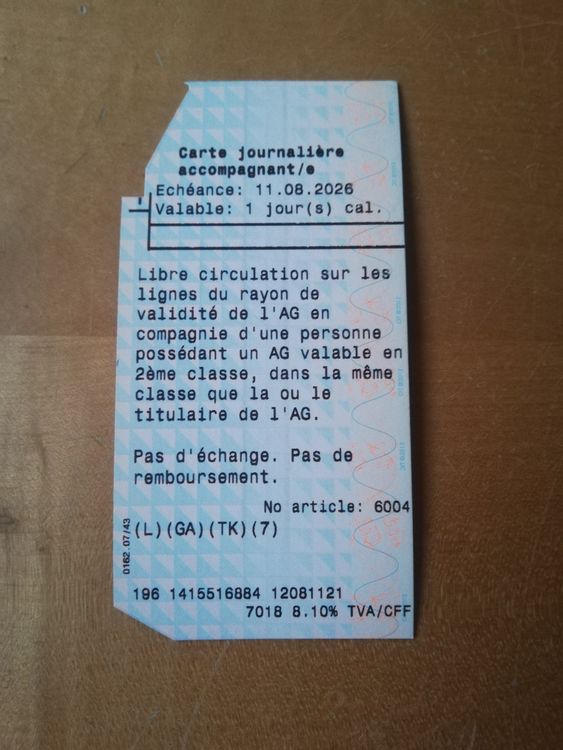 Carte journalière
accompagnant/e
Echéance: 11.08.2026
Valable: 1 jour(s) cal.
Libre circulation sur les
lignes du rayon de
validité de l'AG en
compagnie d'une personne
possédant un AG valable en
2ème classe, dans la même
classe que la ou le
titulaire de l'AG.
Pas d'échange. Pas de
remboursement.
No article: 6004
(L)(GA)(TK)(7)
0162.07/43
196 1415516884 12081121
7018 8.10% TVA/CFF